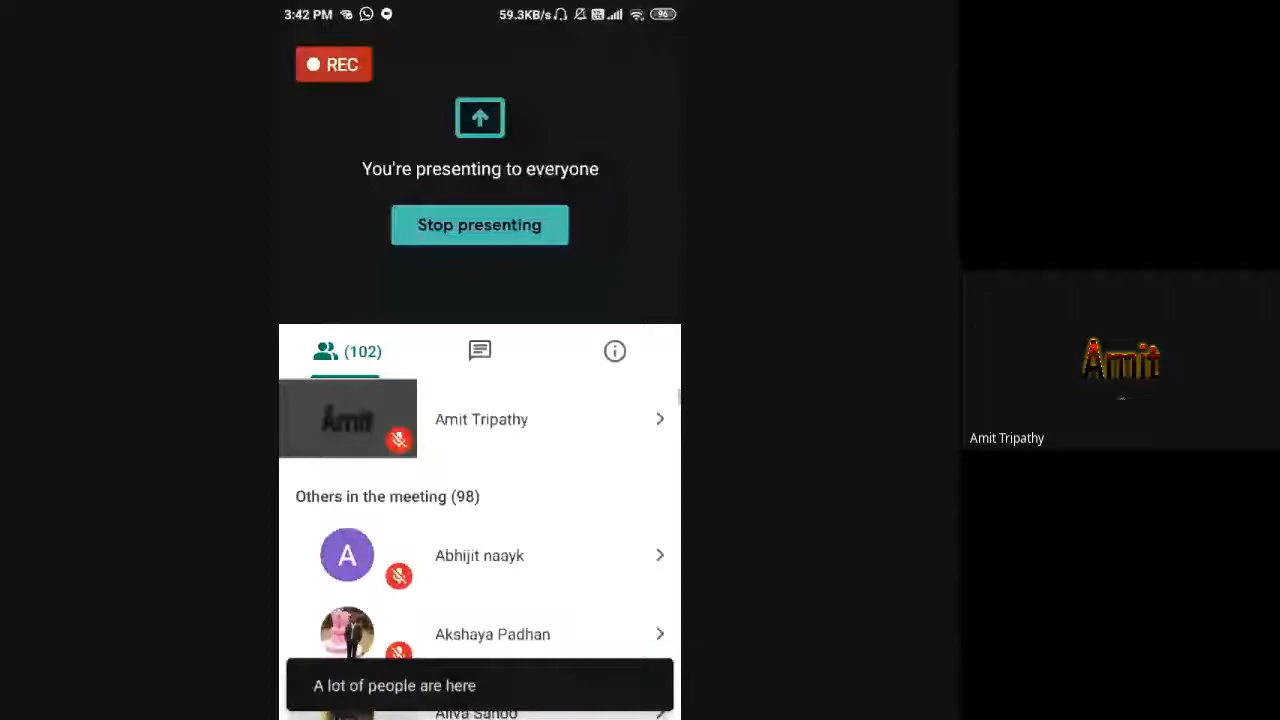 3:42 PM
59.3KB/s
96
REC
You're presenting to everyone
Stop presenting
(102)
Amit
Amit Tripathy
Others in the meeting (98)
A
Abhijit naayk
Akshaya Padhan
A lot of people are here
Amit
Amit Tripathy